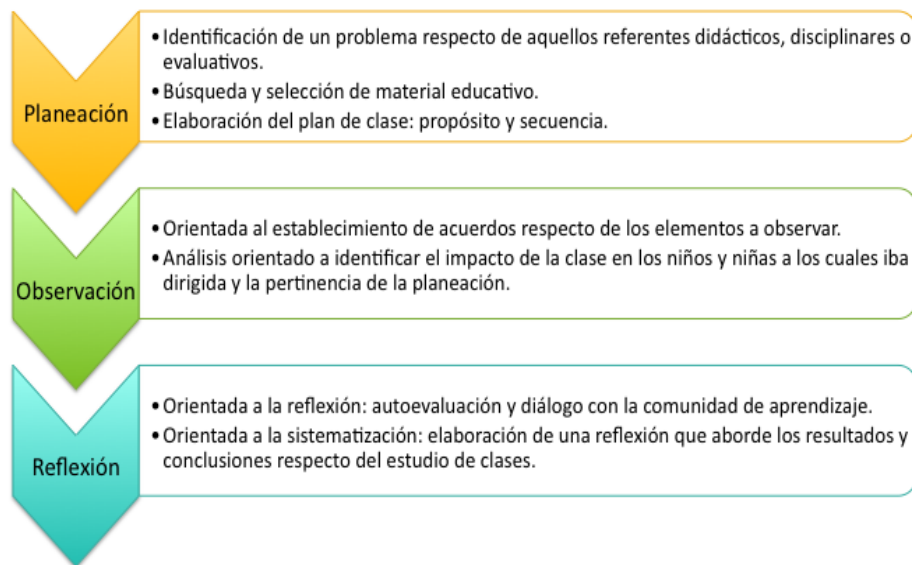 Planeación
• Identificación de un problema respecto de aquellos referentes didácticos, disciplinares o
evaluativos.
• Búsqueda y selección de material educativo.
• Elaboración del plan de clase: propósito y secuencia.
Observación
• Orientada al establecimiento de acuerdos respecto de los elementos a observar.
• Análisis orientado a identificar el impacto de la clase en los niños y niñas a los cuales iba
dirigida y la pertinencia de la planeación.
Reflexión
• Orientada a la reflexión: autoevaluación y diálogo con la comunidad de aprendizaje.
• Orientada a la sistematización: elaboración de una reflexión que aborde los resultados y
conclusiones respecto del estudio de clases.